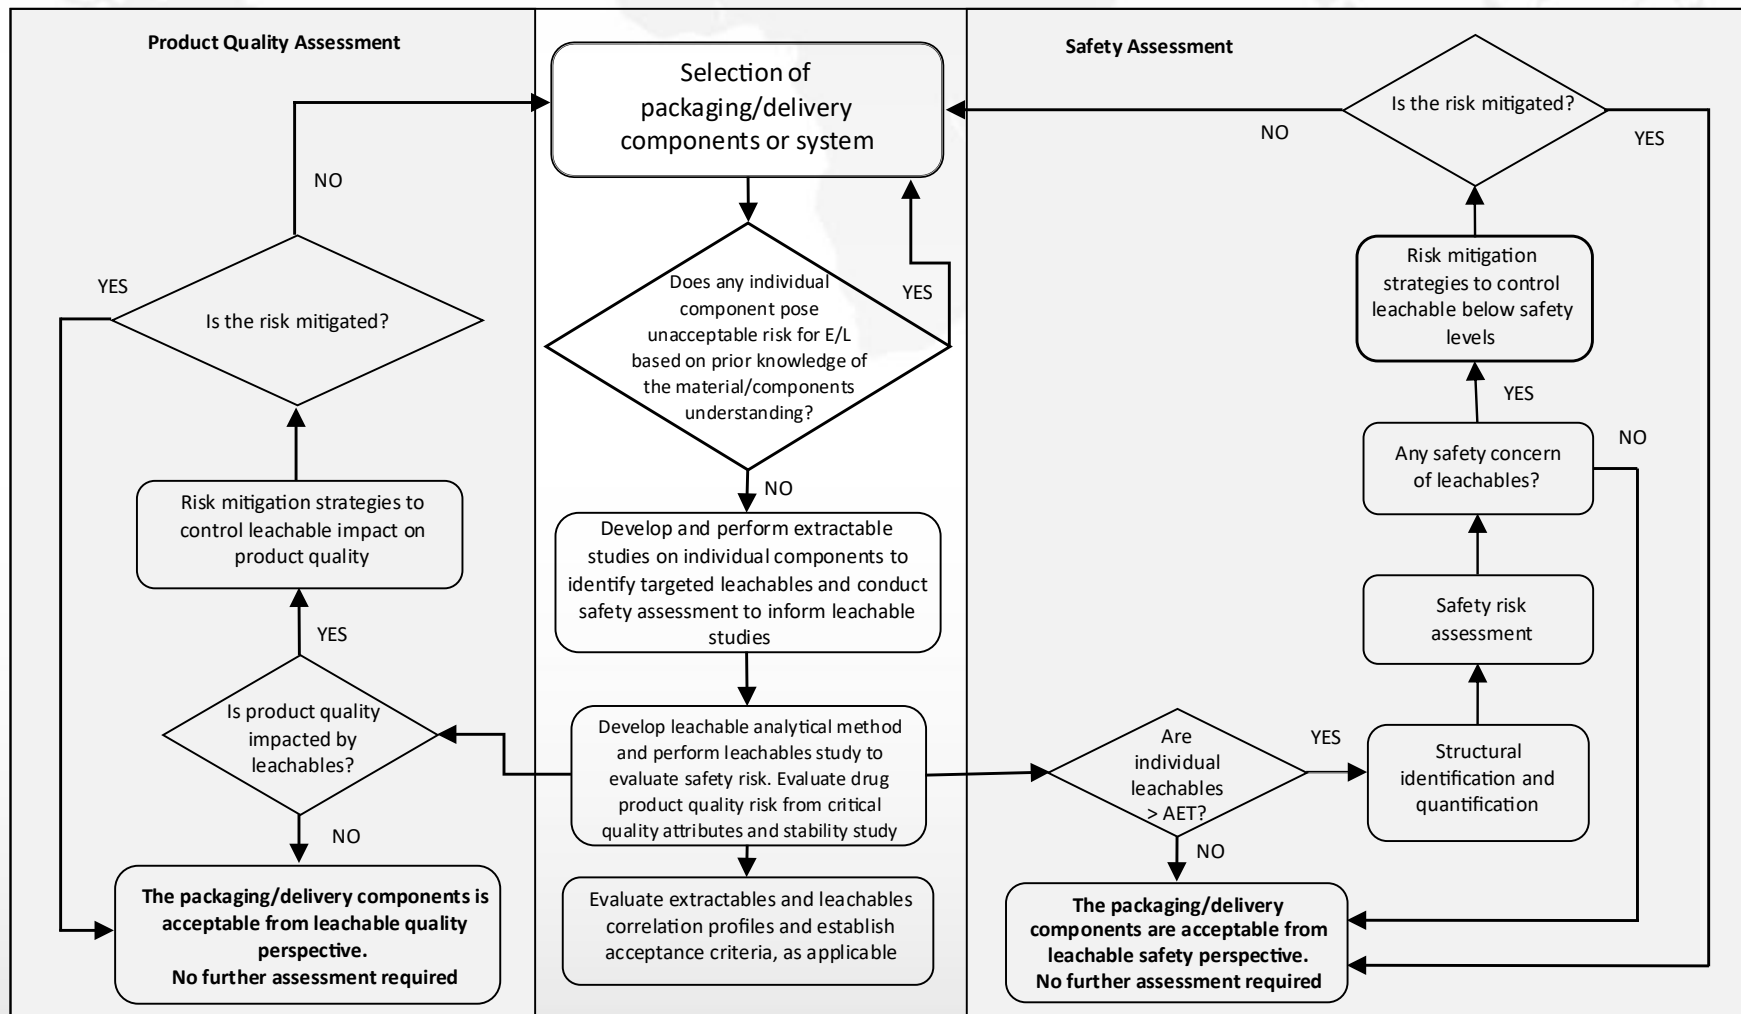 Product Quality Assessment
NO
YES
Is the risk mitigated?
Risk mitigation strategies to
control leachable impact on
product quality
YES
Is product quality
impacted by
leachables?
NO
The packaging/delivery components is
acceptable from leachable quality
perspective.
No further assessment required
Selection of
packaging/delivery
components or system
Does any individual
component pose
unacceptable risk for E/L
based on prior knowledge of
the material/components
understanding?
YES
NO
Develop and perform extractable
studies on individual components to
identify targeted leachables and conduct
safety assessment to inform leachable
studies
Develop leachable analytical method
and perform leachables study to
evaluate safety risk. Evaluate drug
product quality risk from critical
quality attributes and stability study
Evaluate extractables and leachables
correlation profiles and establish
acceptance criteria, as applicable
Safety Assessment
Is the risk mitigated?
NO
YES
Risk mitigation
strategies to control
leachable below safety
levels
YES
Any safety concern
of leachables?
NO
Safety risk
assessment
Are
individual
leachables
> AET?
YES
Structural
identification and
quantification
NO
The packaging/delivery
components are acceptable from
leachable safety perspective.
No further assessment required